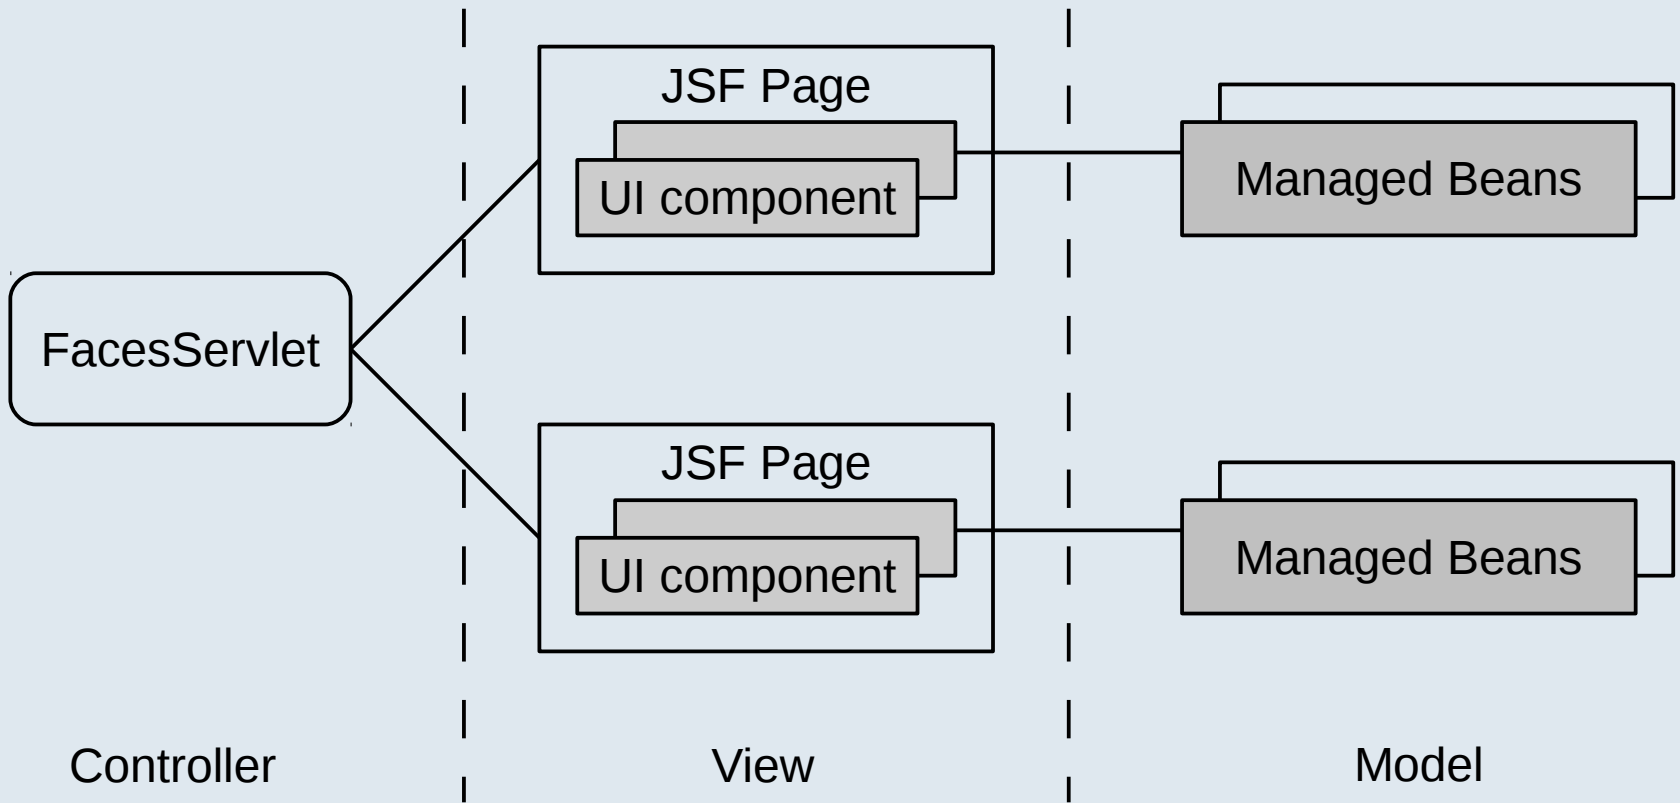 JSF Page
UI component
Managed Beans
FacesServlet
JSF Page
UI component
Managed Beans
Controller
View
Model